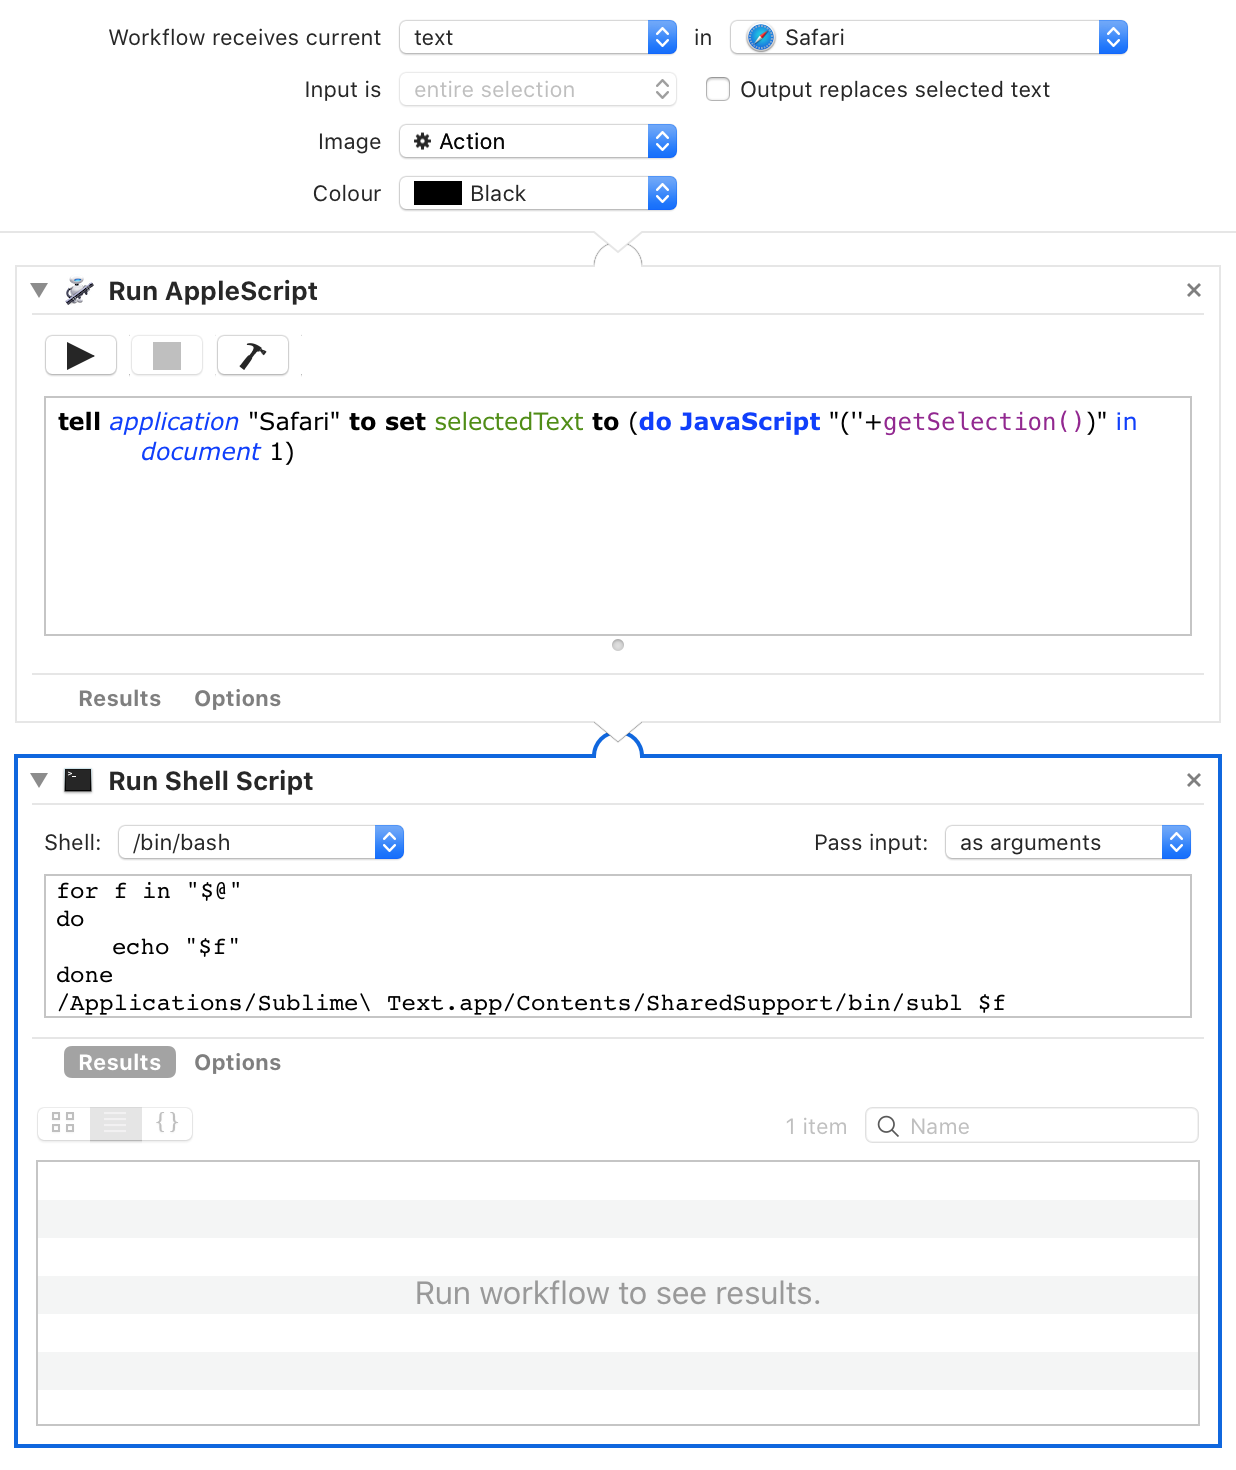 Workflow receives current text in Safari
Input is entire selection Output replaces selected text
Image Action
Colour Black
Run AppleScript
tell application "Safari" to set selectedText to (do JavaScript "(''+getSelection())" in
document 1)
Results Options
Run Shell Script
Shell: /bin/bash Pass input: as arguments
for f in "$@"
do
echo "$f"
done
/Applications/Sublime\ Text.app/Contents/SharedSupport/bin/subl $f
Results Options
{} 1 item Name
Run workflow to see results.